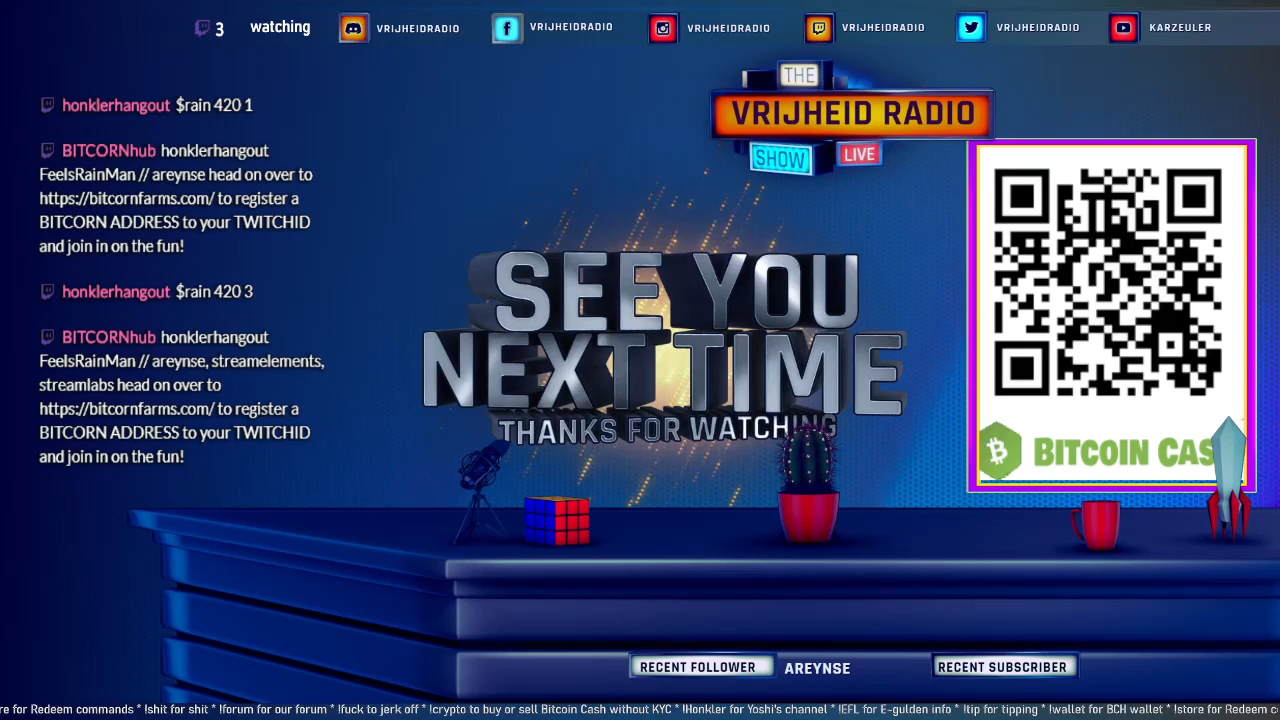 3 watching VRIJHEIDRADIO VRIJHEIDRADIO VRIJHEIDRADIO VRIJHEIDRADIO VRIJHEIDRADIO KARZEULER
THE
VRIJHEID RADIO
SHOW LIVE
honklerhangout $rain 420 1
BITCORNhub honklerhangout
FeelsRainMan // areynse head on over to
https://bitcornfarms.com/ to register a
BITCORN ADDRESS to your TWITCHID
and join in on the fun!
honklerhangout $rain 420 3
BITCORNhub honklerhangout
FeelsRainMan // areynse, streamelements,
streamlabs head on over to
https://bitcornfarms.com/ to register a
BITCORN ADDRESS to your TWITCHID
and join in on the fun!
SEE YOU
NEXT TIME
THANKS FOR WATCHING
BITCOIN CAS
RECENT FOLLOWER AREYNSE RECENT SUBSCRIBER
re for Redeem commands * !shit for shit * !forum for our forum * !fuck to jerk off * !crypto to buy or sell Bitcoin Cash without KYC * !Honkler for Yoshi's channel * !EFL for E-gulden info * !tip for tipping * !wallet for BCH wallet * !store for Redeem c